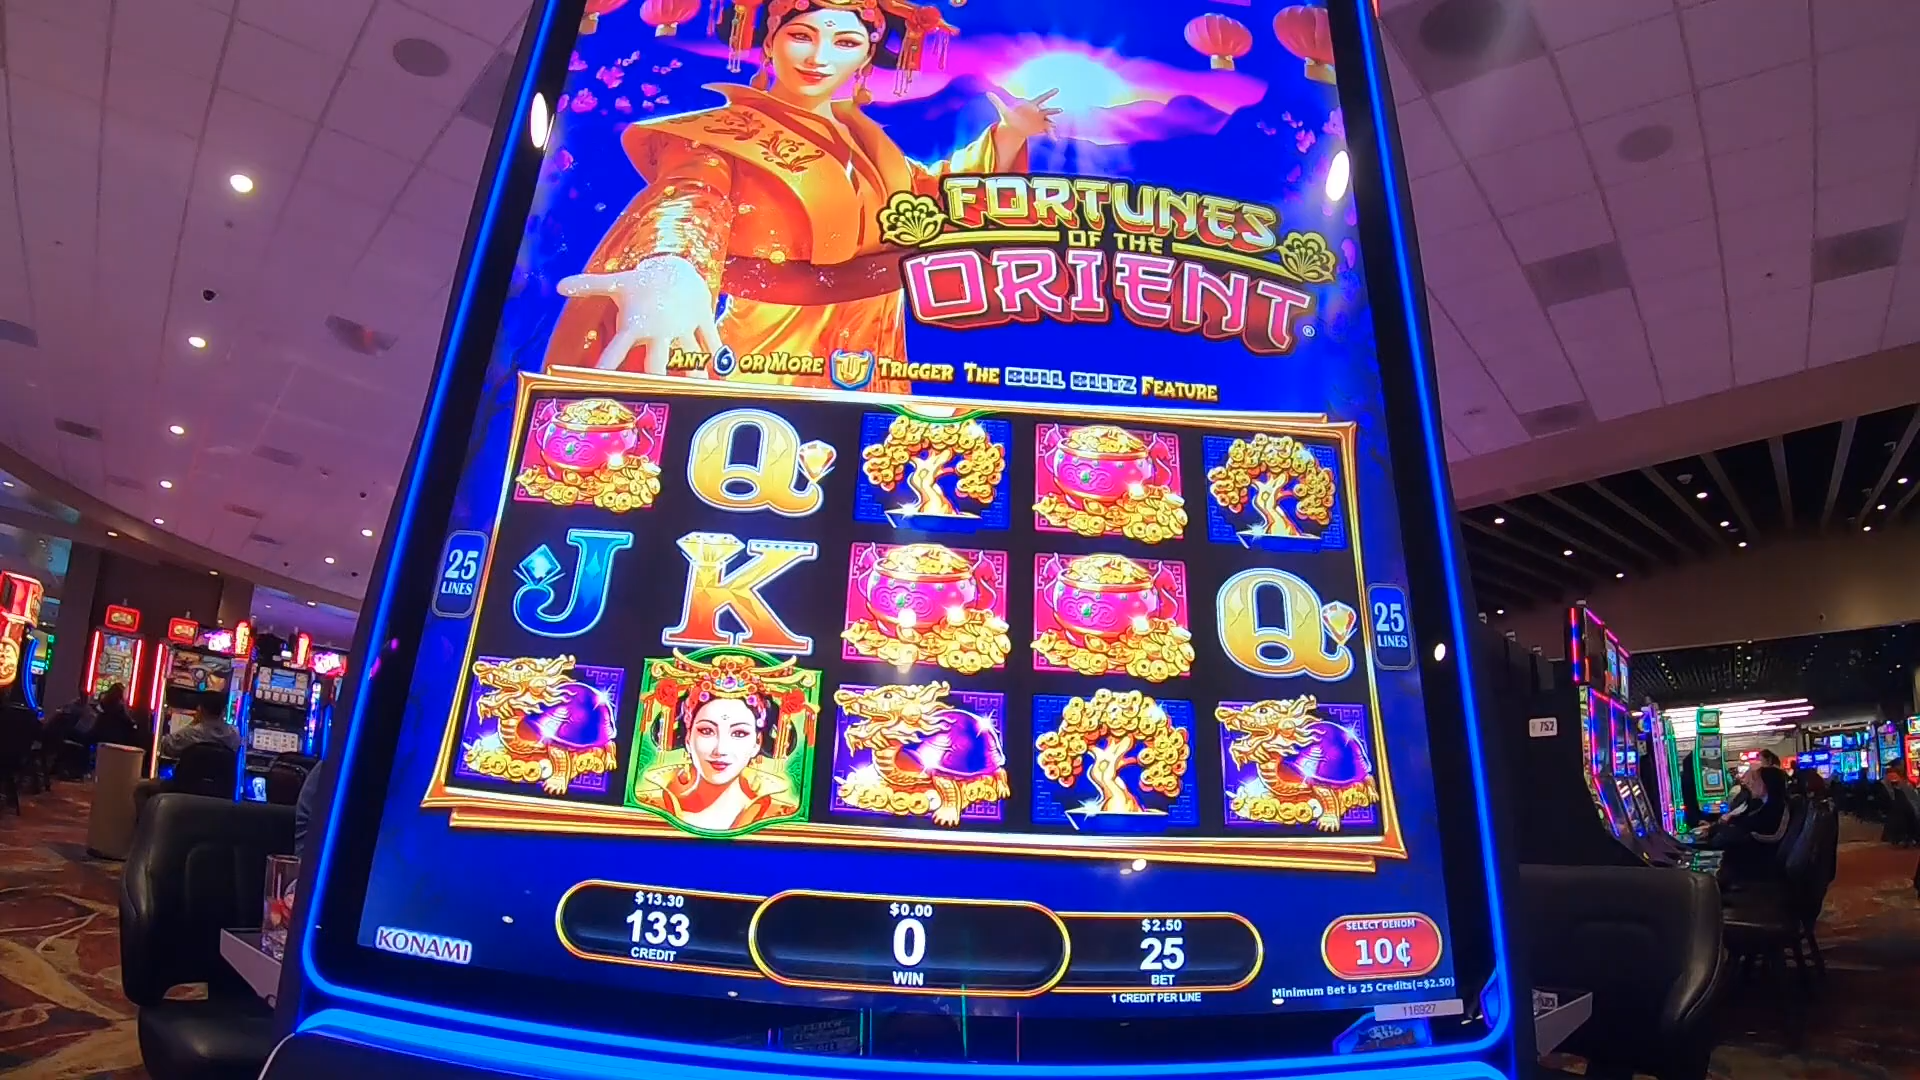 FORTUNES
OF THE
ORIENT®
ANY 6 OR MORE TRIGGER THE BULL BLITZ FEATURE
Q
J K Q
25 LINES
25 LINES
752
$13.30
133
CREDIT
$0.00
0
WIN
$2.50
25
BET
1 CREDIT PER LINE
SELECT DENOM
10¢
Minimum Bet is 25 Credits(=$2.50)
KONAMI
116927